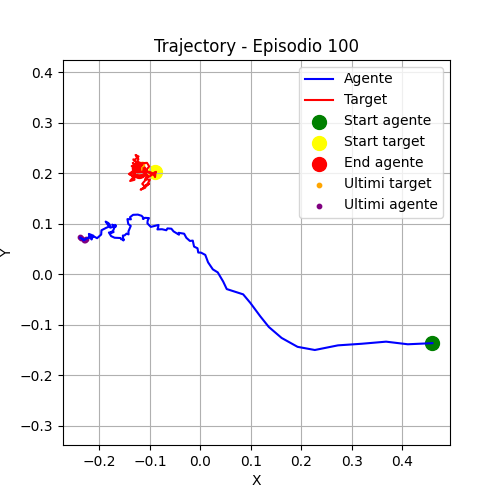 Trajectory - Episodio 100
Agente
Target
Start agente
Start target
End agente
Ultimi target
Ultimi agente
0.4
0.3
0.2
0.1
0.0
−0.1
−0.2
−0.3
Y
−0.2 −0.1 0.0 0.1 0.2 0.3 0.4
X